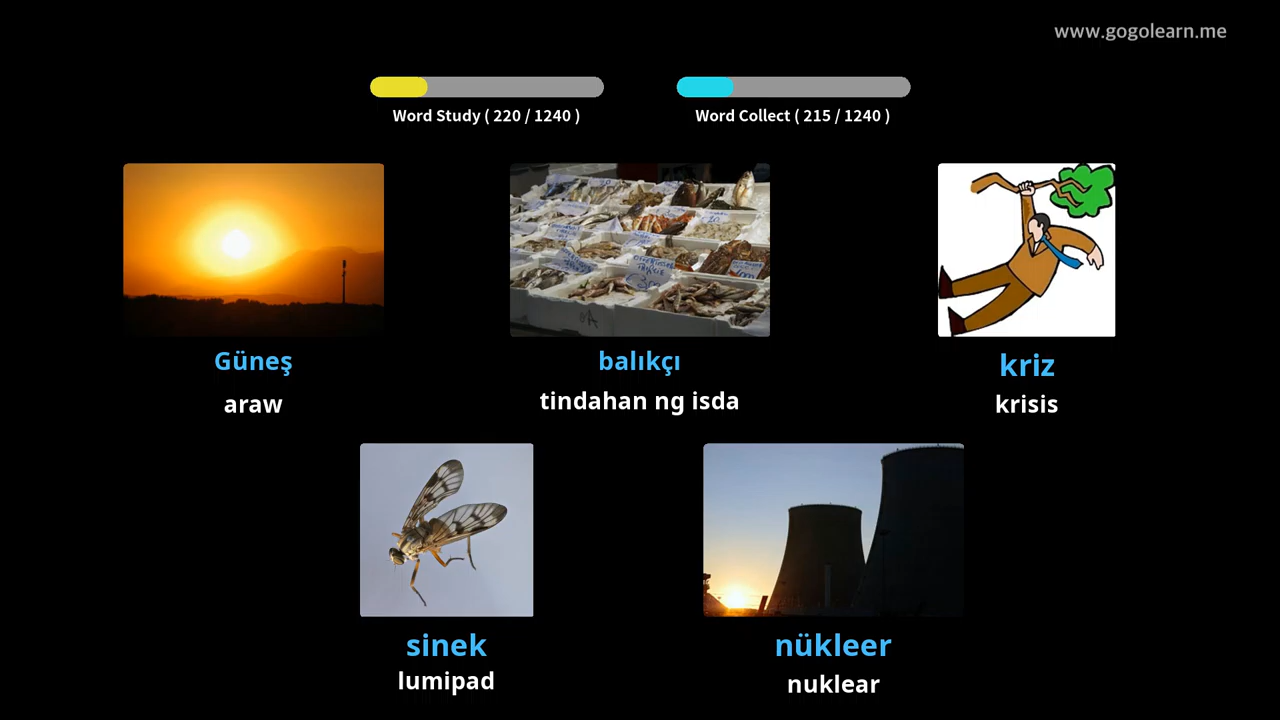 www.gogolearn.me
Word Study ( 220 / 1240 )
Word Collect ( 215 / 1240 )
Güneş
araw
balıkçı
tindahan ng isda
kriz
krisis
sinek
lumipad
nükleer
nuklear